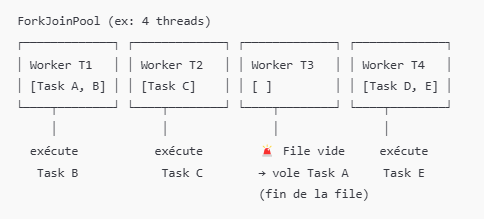 ForkJoinPool (ex: 4 threads)
Worker T1 Worker T2 Worker T3 Worker T4
[Task A, B] [Task C] [ ] [Task D, E]
exécute exécute 🚨 File vide exécute
Task B Task C → vole Task A Task E
(fin de la file)